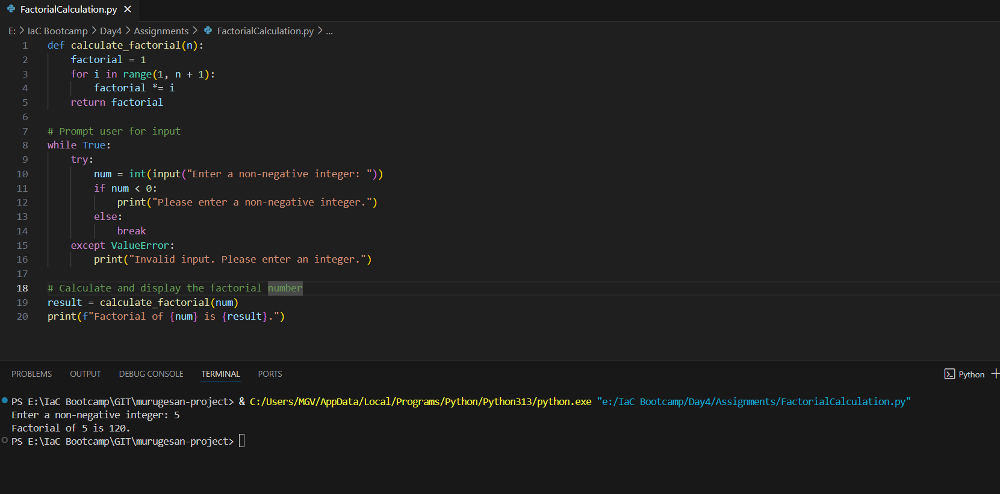 FactorialCalculation.py ×
E: > IaC Bootcamp > Day4 > Assignments > FactorialCalculation.py > ...
1 def calculate_factorial(n):
2     factorial = 1
3     for i in range(1, n + 1):
4         factorial *= i
5     return factorial
6
7 # Prompt user for input
8 while True:
9     try:
10         num = int(input("Enter a non-negative integer: "))
11         if num < 0:
12             print("Please enter a non-negative integer.")
13         else:
14             break
15     except ValueError:
16         print("Invalid input. Please enter an integer.")
17
18 # Calculate and display the factorial number
19 result = calculate_factorial(num)
20 print(f"Factorial of {num} is {result}.")
PROBLEMS OUTPUT DEBUG CONSOLE TERMINAL PORTS Python +
PS E:\IaC Bootcamp\GIT\murugesan-project> & C:/Users/MGV/AppData/Local/Programs/Python/Python313/python.exe "e:/IaC Bootcamp/Day4/Assignments/FactorialCalculation.py"
Enter a non-negative integer: 5
Factorial of 5 is 120.
PS E:\IaC Bootcamp\GIT\murugesan-project>